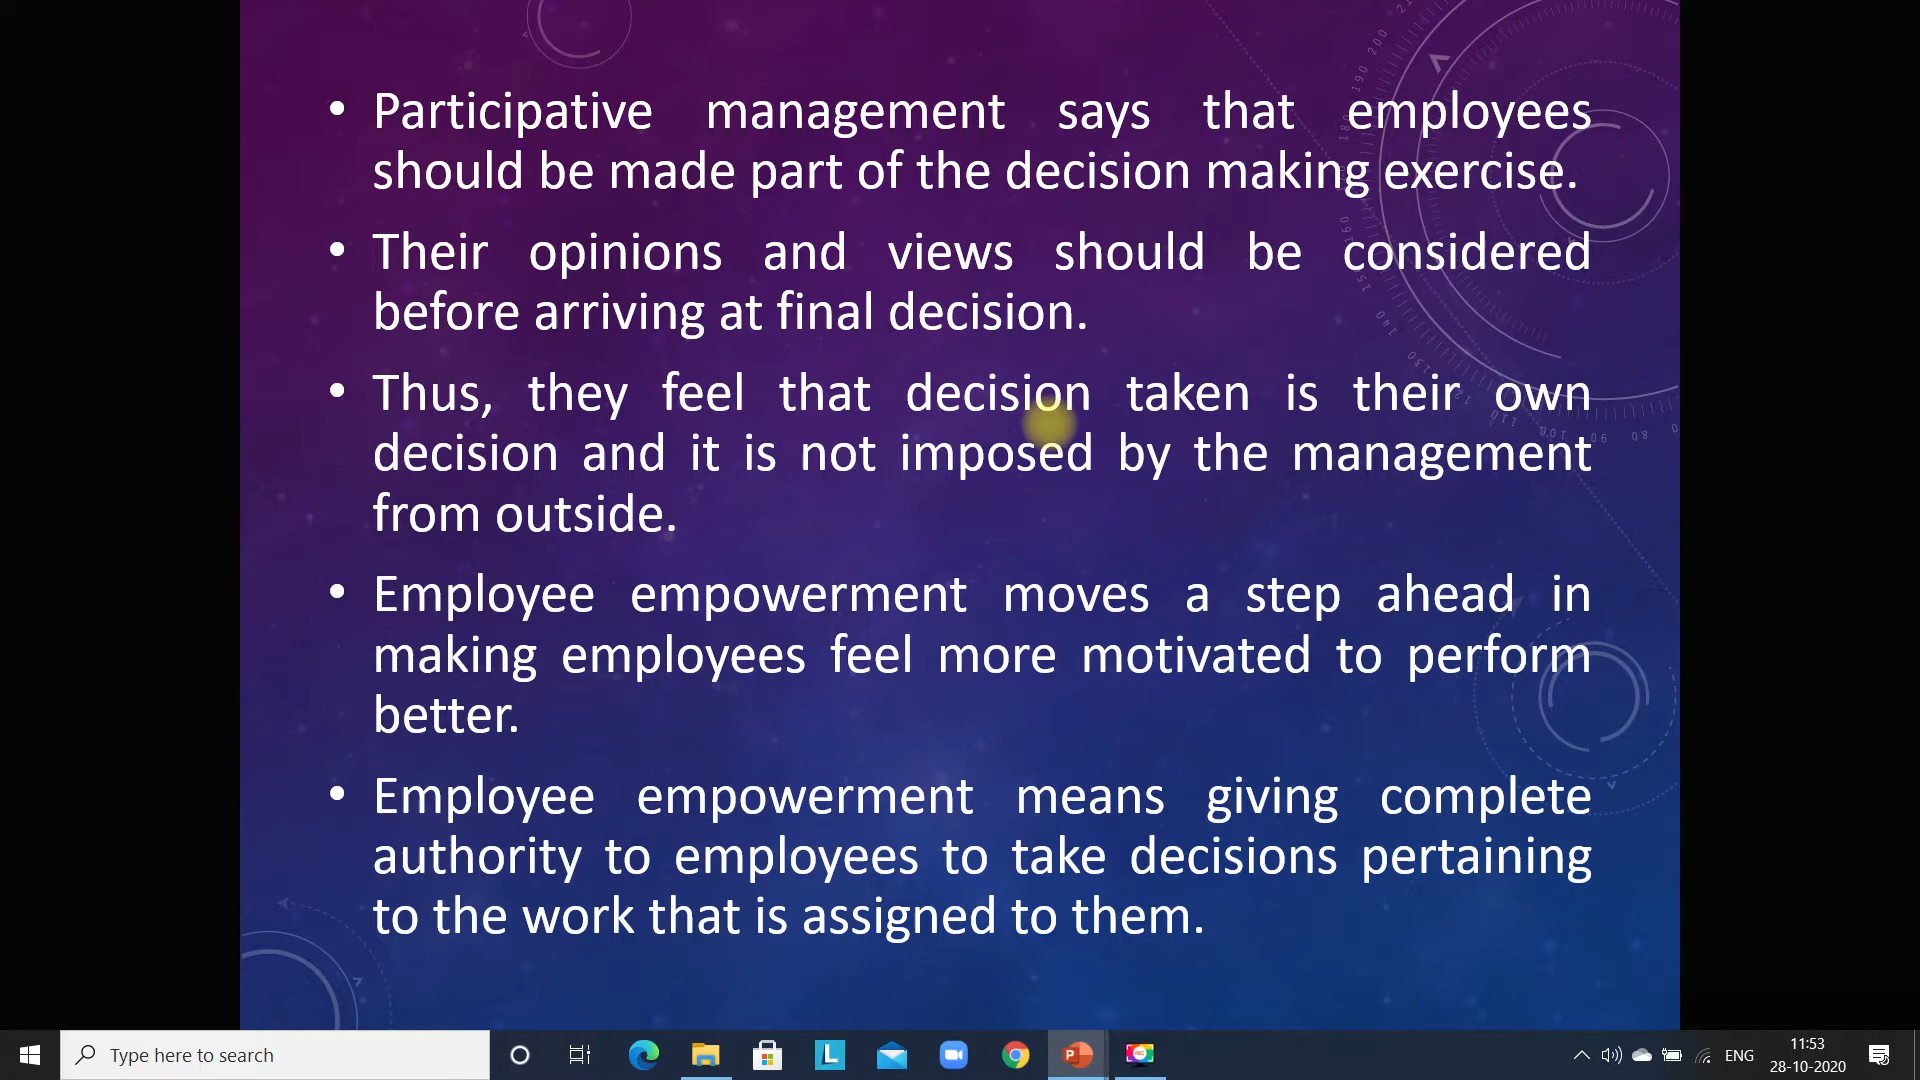 • Participative management says that employees
should be made part of the decision making exercise.
• Their opinions and views should be considered
before arriving at final decision.
• Thus, they feel that decision taken is their own
decision and it is not imposed by the management
from outside.
• Employee empowerment moves a step ahead in
making employees feel more motivated to perform
better.
• Employee empowerment means giving complete
authority to employees to take decisions pertaining
to the work that is assigned to them.
Type here to search
ENG
11:53
28-10-2020